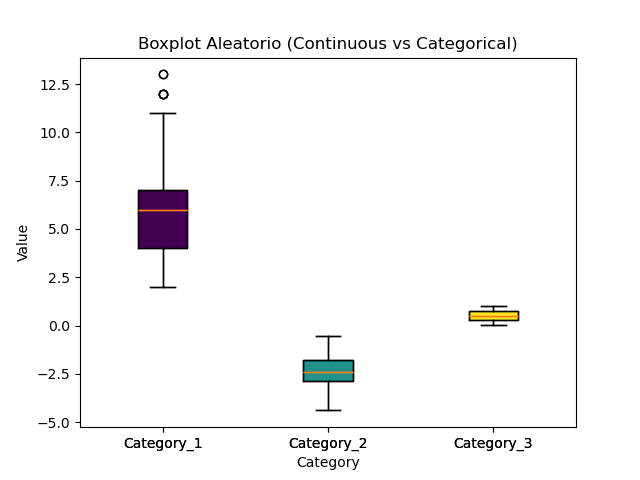 Boxplot Aleatorio (Continuous vs Categorical)
12.5
10.0
7.5
5.0
2.5
0.0
−2.5
−5.0
Value
Category_1 Category_2 Category_3
Category